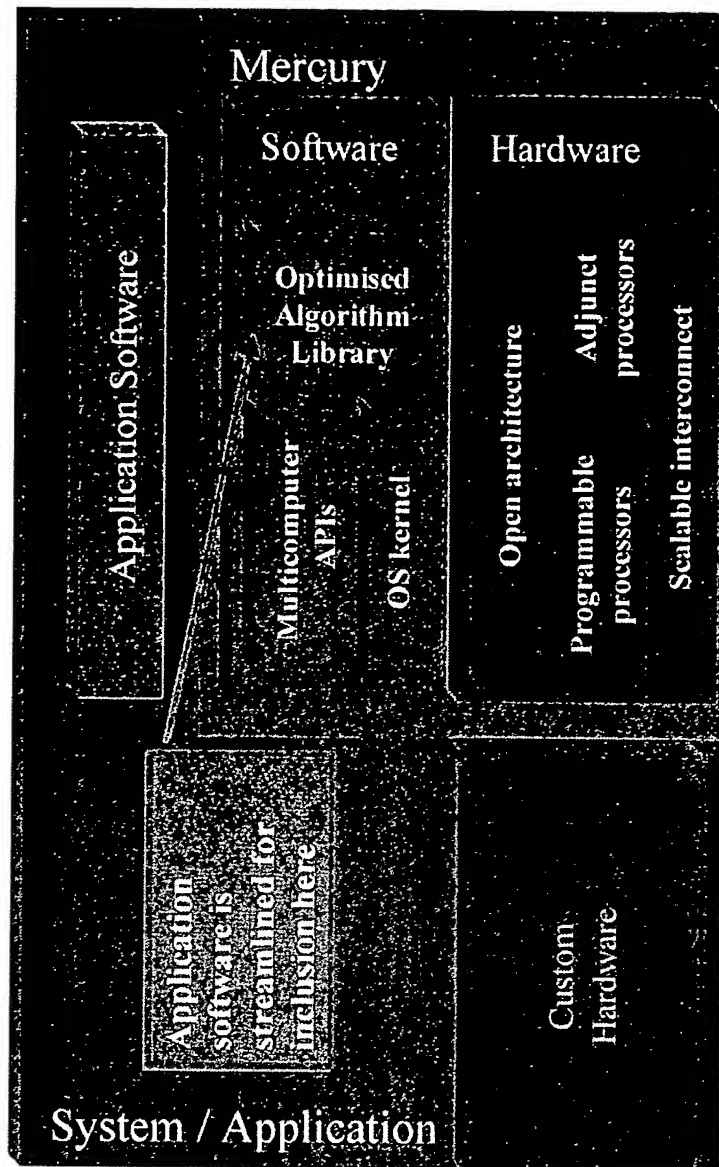 Mercury
Software
Hardware
Application Software
Optimised
Algorithm
Library
Multicomputer
APIs
OS kernel
Open architecture
Adjunct
processors
Programmable
processors
Scalable interconnect
Application
software is
streamlined for
inclusion here
Custom
Hardware
System / Application